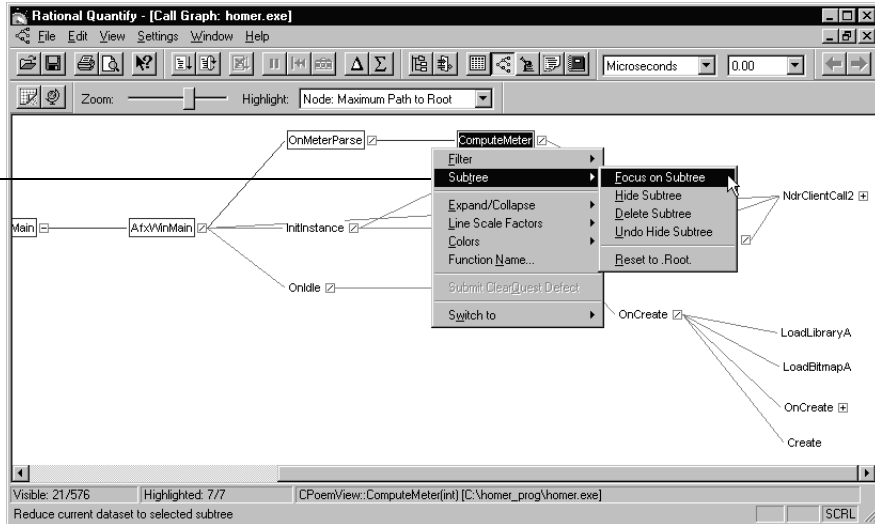 Rational Quantify - [Call Graph: homer.exe]
File Edit View Settings Window Help
Microseconds 0.00
Zoom: Highlight: Node: Maximum Path to Root
OnMeterParse ComputeMeter
Filter
Subtree Focus on Subtree
Hide Subtree NdrClientCall2
Expand/Collapse Delete Subtree
Main AfxWinMain InitInstance Line Scale Factors Undo Hide Subtree
Colors
Function Name... Reset to .Root.
OnIdle Submit ClearQuest Defect
Switch to OnCreate
LoadLibraryA
LoadBitmapA
OnCreate
Create
Visible: 21/576 Highlighted: 7/7 CPoemView::ComputeMeter(int) [C:\homer_prog\homer.exe]
Reduce current dataset to selected subtree SCRL